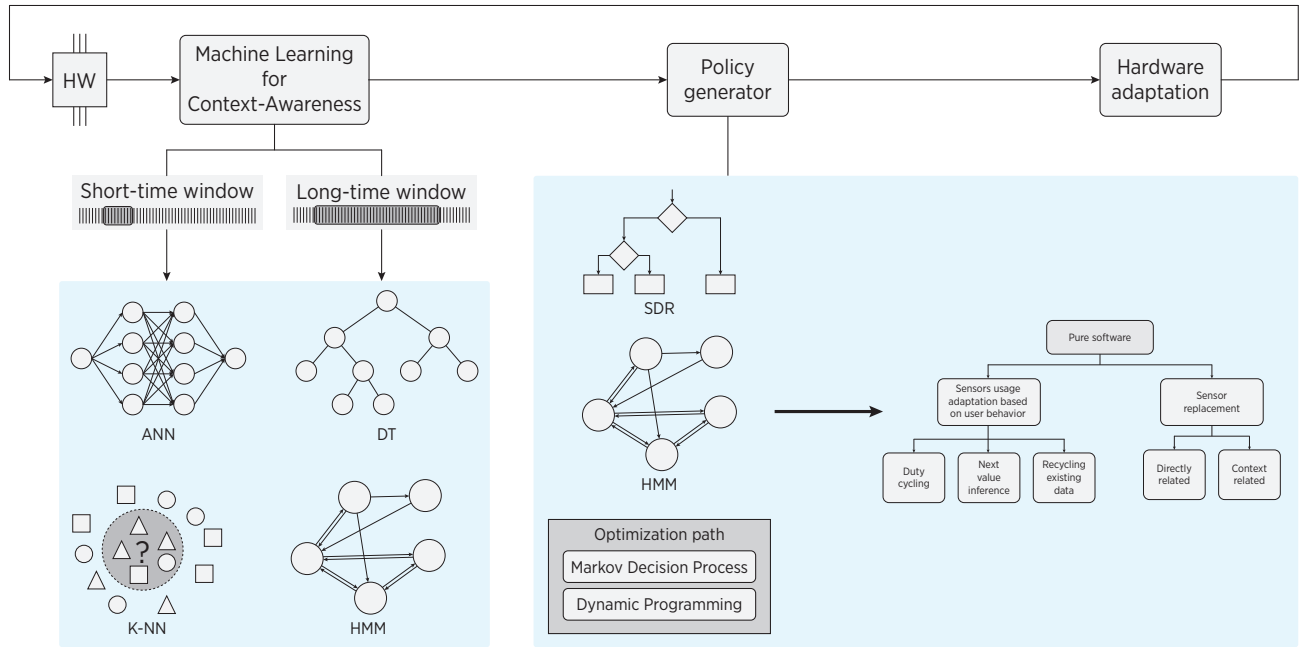 HW
Machine Learning
for
Context-Awareness
Policy
generator
Hardware
adaptation
Short-time window
Long-time window
ANN
DT
?
K-NN
HMM
SDR
HMM
Optimization path
Markov Decision Process
Dynamic Programming
Pure software
Sensors usage
adaptation based
on user behavior
Sensor
replacement
Duty
cycling
Next
value
inference
Recycling
existing
data
Directly
related
Context
related